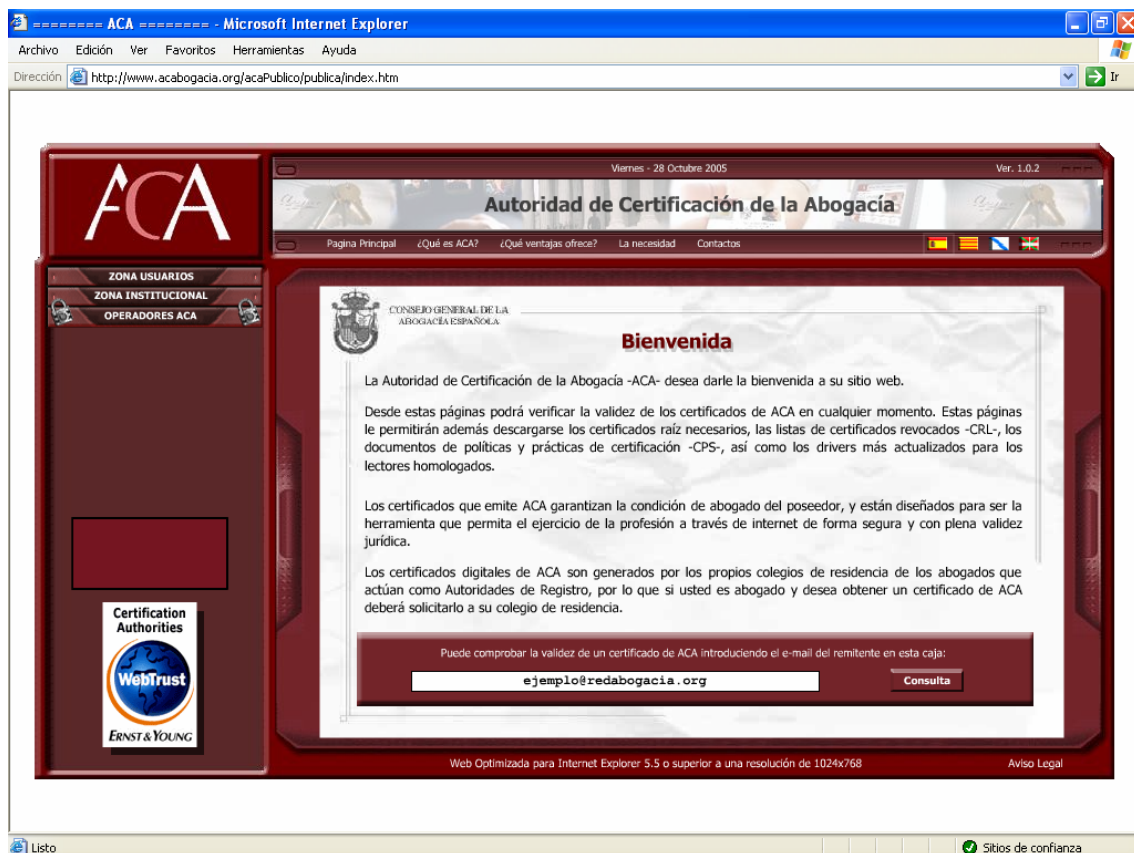 ======== ACA ======== - Microsoft Internet Explorer
Archivo Edición Ver Favoritos Herramientas Ayuda
Dirección http://www.acabogacia.org/acaPublico/publica/index.htm Ir
ACA
Viernes - 28 Octubre 2005 Ver. 1.0.2
Autoridad de Certificación de la Abogacía
Pagina Principal ¿Qué es ACA? ¿Qué ventajas ofrece? La necesidad Contactos
ZONA USUARIOS
ZONA INSTITUCIONAL
OPERADORES ACA
CONSEJO GENERAL DE LA
ABOGACÍA ESPAÑOLA
Bienvenida
La Autoridad de Certificación de la Abogacía -ACA- desea darle la bienvenida a su sitio web.
Desde estas páginas podrá verificar la validez de los certificados de ACA en cualquier momento. Estas páginas
le permitirán además descargarse los certificados raíz necesarios, las listas de certificados revocados -CRL-, los
documentos de políticas y prácticas de certificación -CPS-, así como los drivers más actualizados para los
lectores homologados.
Los certificados que emite ACA garantizan la condición de abogado del poseedor, y están diseñados para ser la
herramienta que permita el ejercicio de la profesión a través de internet de forma segura y con plena validez
jurídica.
Los certificados digitales de ACA son generados por los propios colegios de residencia de los abogados que
actúan como Autoridades de Registro, por lo que si usted es abogado y desea obtener un certificado de ACA
deberá solicitarlo a su colegio de residencia.
Puede comprobar la validez de un certificado de ACA introduciendo el e-mail del remitente en esta caja:
ejemplo@redabogacia.org Consulta
Certification
Authorities
WebTrust
ERNST & YOUNG
Web Optimizada para Internet Explorer 5.5 o superior a una resolución de 1024x768 Aviso Legal
Listo Sitios de confianza